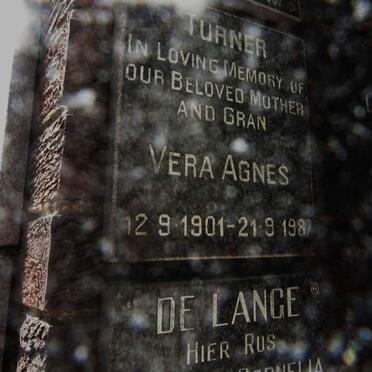 TURNER
IN LOVING MEMORY OF
OUR BELOVED MOTHER
AND GRAN
VERA AGNES
12·9·1901-21·9·1987
DE LANGE
HIER RUS
CORNELIA